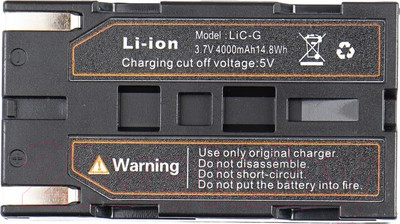 Li-ion
Model: LiC-G
3.7V 4000mAh14.8Wh
Charging cut off voltage:5V
Warning
Use only original charger.
Do not disassemble.
Do not short-circuit.
Do not put the battery into fire.